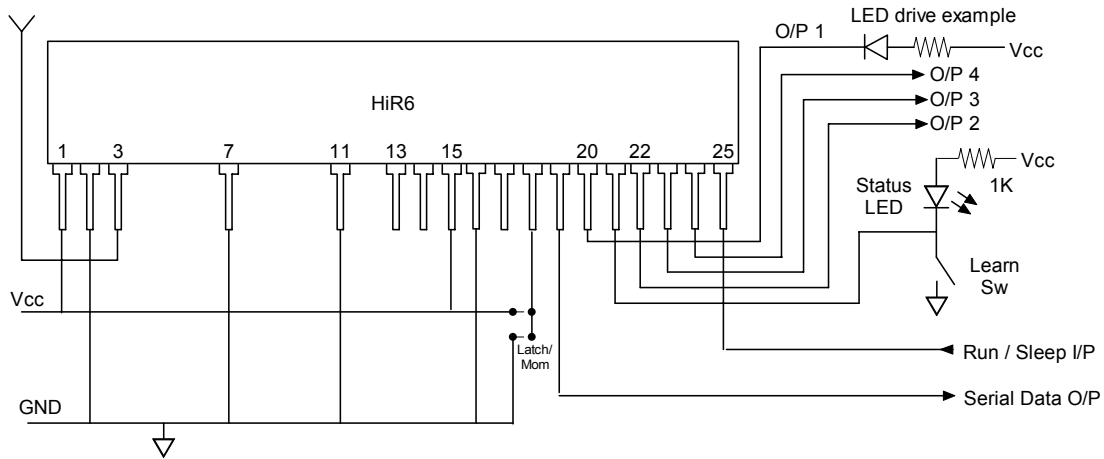 LED drive example
O/P 1
Vcc
O/P 4
HiR6
O/P 3
O/P 2
1 3 7 11 13 15 20 22 25
Vcc
1K
Status
LED
Learn
Sw
Vcc
Latch/
Mom
Run / Sleep I/P
Serial Data O/P
GND